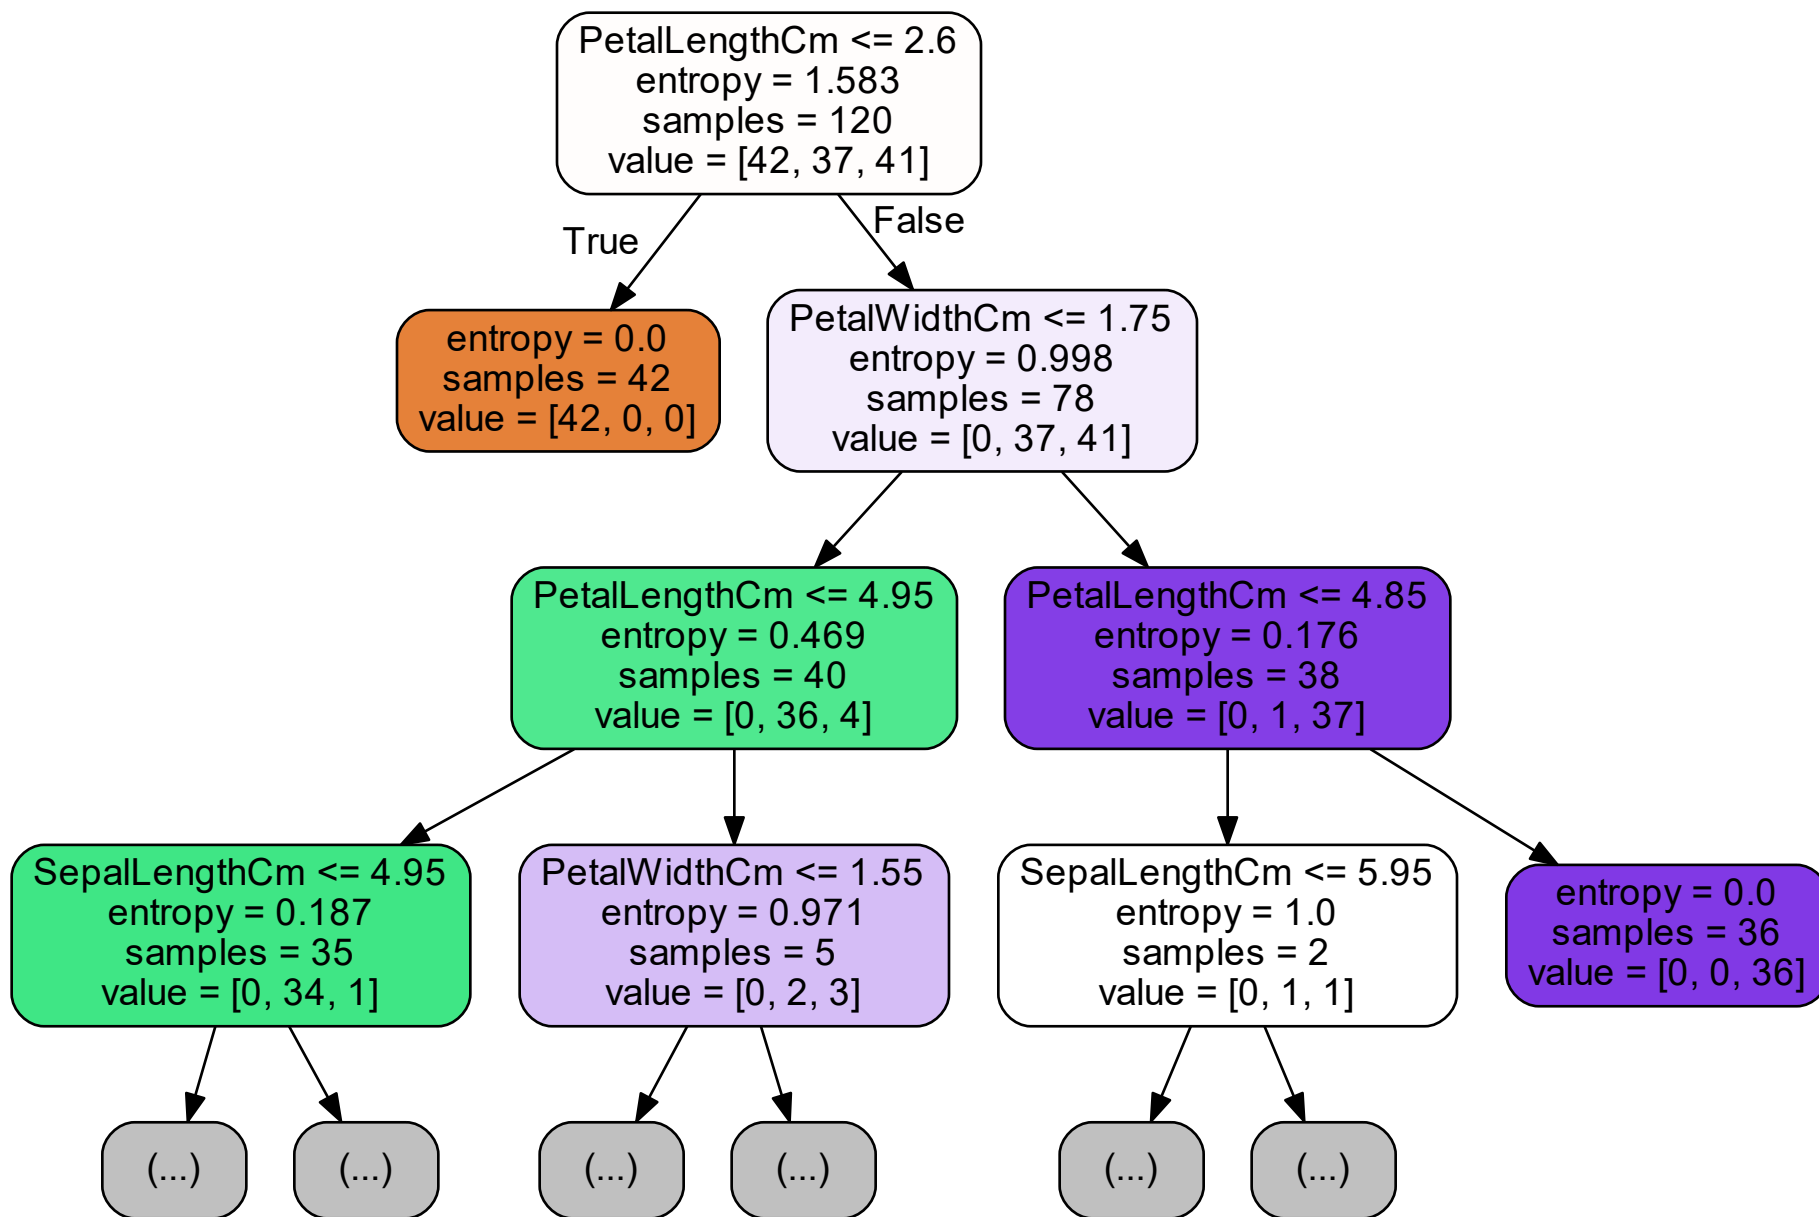 PetalLengthCm <= 2.6
entropy = 1.583
samples = 120
value = [42, 37, 41]
True
False
entropy = 0.0
samples = 42
value = [42, 0, 0]
PetalWidthCm <= 1.75
entropy = 0.998
samples = 78
value = [0, 37, 41]
PetalLengthCm <= 4.95
entropy = 0.469
samples = 40
value = [0, 36, 4]
PetalLengthCm <= 4.85
entropy = 0.176
samples = 38
value = [0, 1, 37]
SepalLengthCm <= 4.95
entropy = 0.187
samples = 35
value = [0, 34, 1]
PetalWidthCm <= 1.55
entropy = 0.971
samples = 5
value = [0, 2, 3]
SepalLengthCm <= 5.95
entropy = 1.0
samples = 2
value = [0, 1, 1]
entropy = 0.0
samples = 36
value = [0, 0, 36]
(...)
(...)
(...)
(...)
(...)
(...)